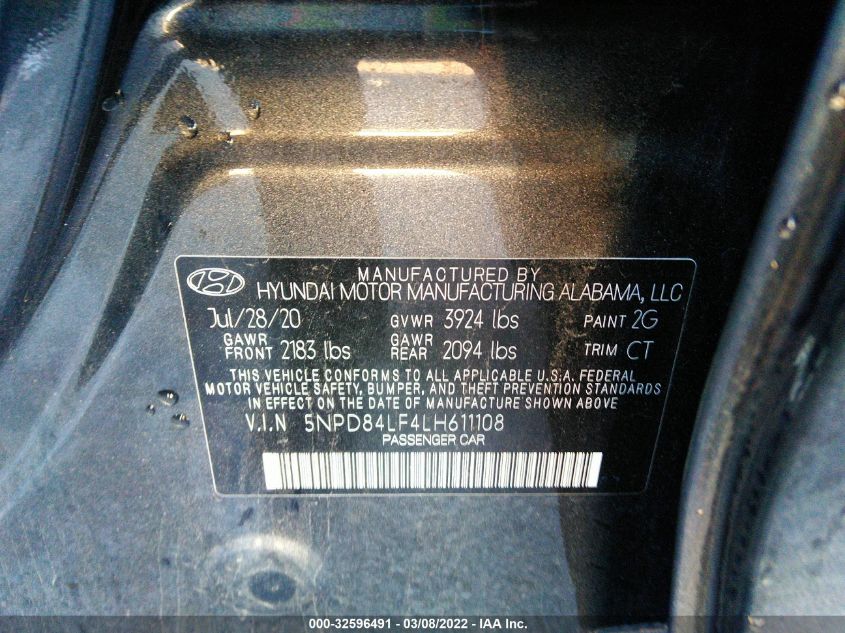 MANUFACTURED BY
HYUNDAI MOTOR MANUFACTURING ALABAMA, LLC
Jul/28/20 GVWR 3924 lbs PAINT 2G
GAWR FRONT 2183 lbs GAWR REAR 2094 lbs TRIM CT
THIS VEHICLE CONFORMS TO ALL APPLICABLE U.S.A. FEDERAL
MOTOR VEHICLE SAFETY, BUMPER, AND THEFT PREVENTION STANDARDS
IN EFFECT ON THE DATE OF MANUFACTURE SHOWN ABOVE
V.I.N 5NPD84LF4LH611108
PASSENGER CAR
000-32596491 - 03/08/2022 - IAA Inc.